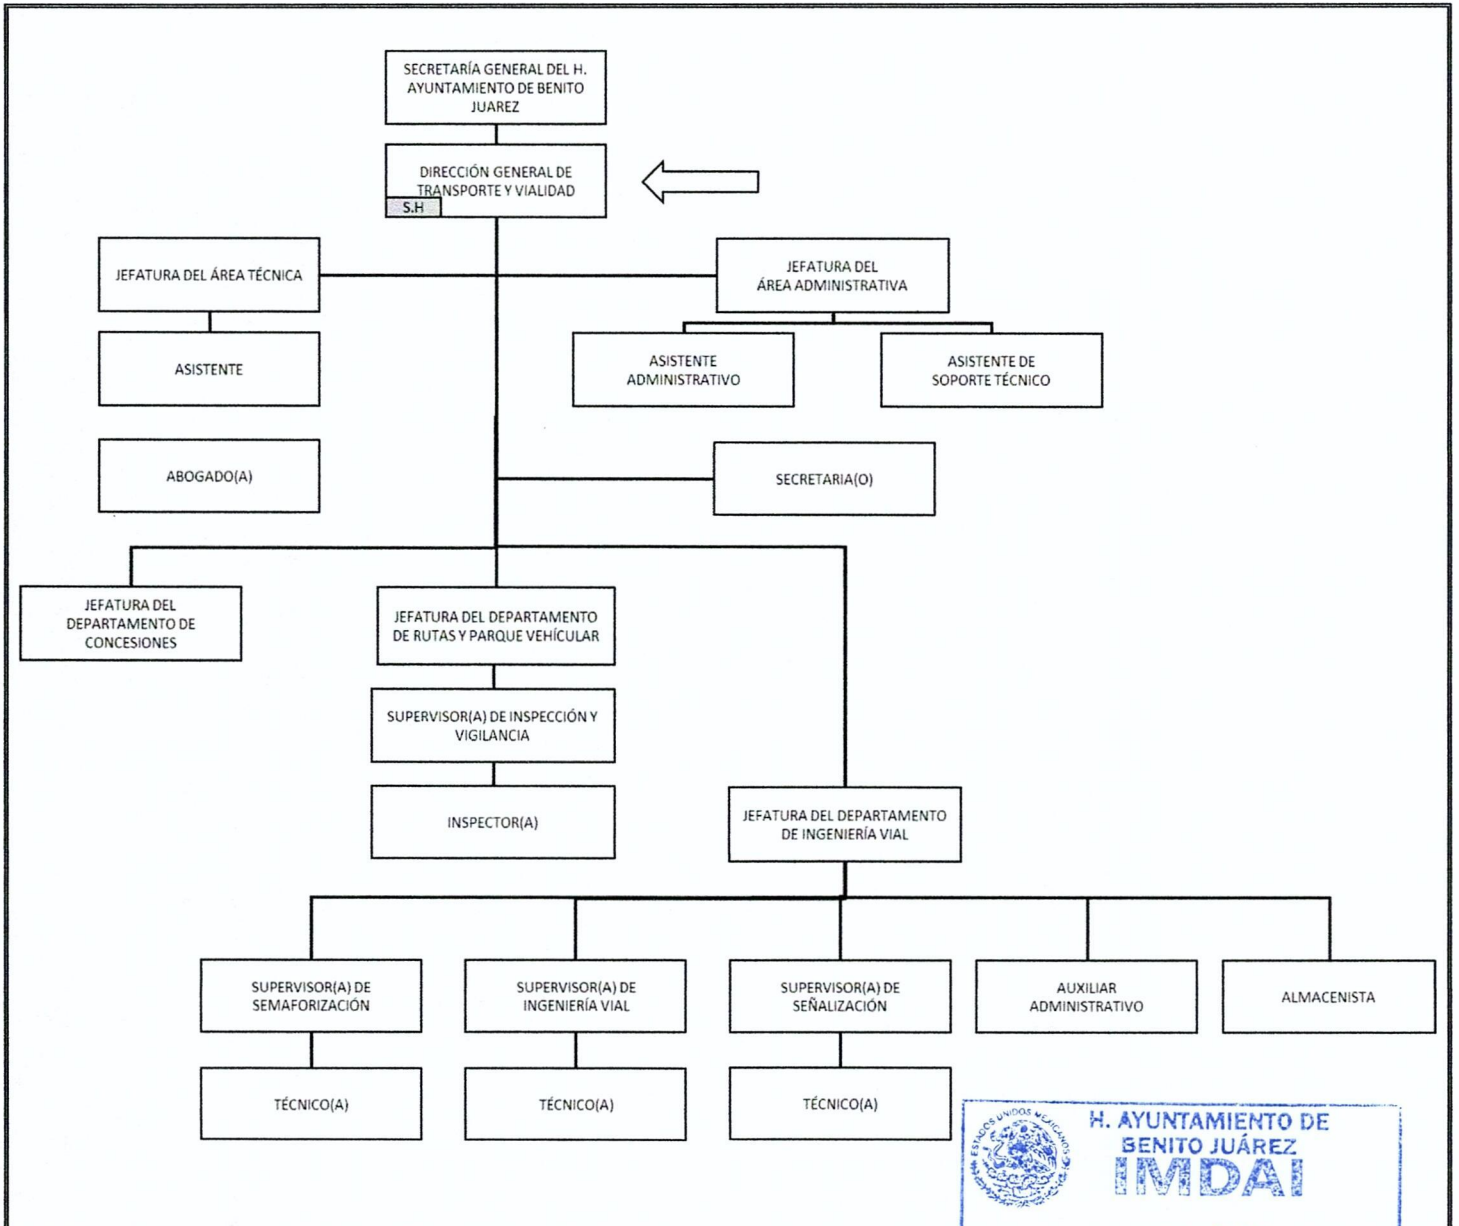 SECRETARÍA GENERAL DEL H.
AYUNTAMIENTO DE BENITO
JUAREZ
DIRECCIÓN GENERAL DE
TRANSPORTE Y VIALIDAD
S.H
JEFATURA DEL ÁREA TÉCNICA
JEFATURA DEL
ÁREA ADMINISTRATIVA
ASISTENTE
ASISTENTE
ADMINISTRATIVO
ASISTENTE DE
SOPORTE TÉCNICO
ABOGADO(A)
SECRETARIA(O)
JEFATURA DEL
DEPARTAMENTO DE
CONCESIONES
JEFATURA DEL DEPARTAMENTO
DE RUTAS Y PARQUE VEHÍCULAR
SUPERVISOR(A) DE INSPECCIÓN Y
VIGILANCIA
INSPECTOR(A)
JEFATURA DEL DEPARTAMENTO
DE INGENIERÍA VIAL
SUPERVISOR(A) DE
SEMAFORIZACIÓN
SUPERVISOR(A) DE
INGENIERÍA VIAL
SUPERVISOR(A) DE
SEÑALIZACIÓN
AUXILIAR
ADMINISTRATIVO
ALMACENISTA
TÉCNICO(A)
TÉCNICO(A)
TÉCNICO(A)
ESTADOS UNIDOS MEXICANOS
H. AYUNTAMIENTO DE
BENITO JUÁREZ
IMDAI